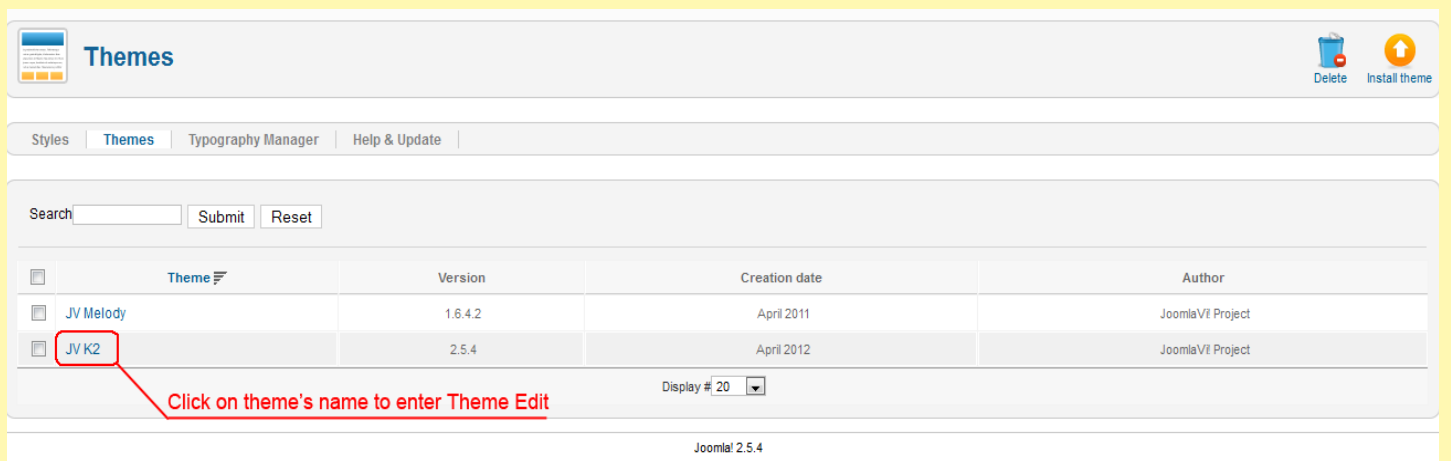 Themes
Delete Install theme
Styles Themes Typography Manager Help & Update
Search Submit Reset
Theme Version Creation date Author
JV Melody 1.6.4.2 April 2011 JoomlaVi! Project
JV K2 2.5.4 April 2012 JoomlaVi! Project
Display # 20
Click on theme's name to enter Theme Edit
Joomla! 2.5.4